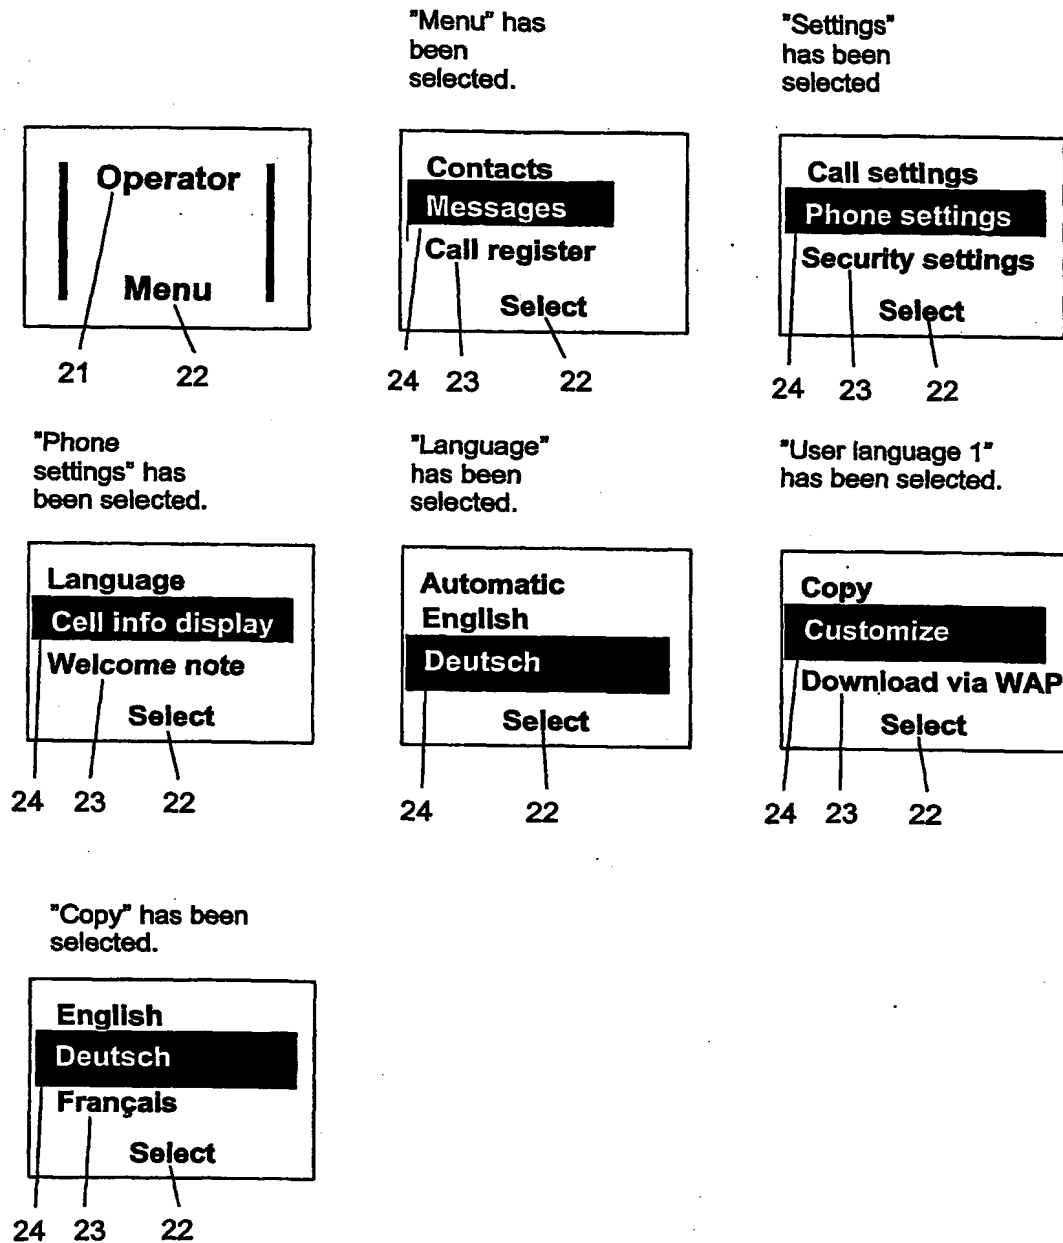 "Menu" has
been
selected.
"Settings"
has been
selected
Operator
Menu
21 22
Contacts
Messages
Call register
Select
24 23 22
Call settings
Phone settings
Security settings
Select
24 23 22
"Phone
settings" has
been selected.
"Language"
has been
selected.
"User language 1"
has been selected.
Language
Cell info display
Welcome note
Select
24 23 22
Automatic
English
Deutsch
Select
24 22
Copy
Customize
Download via WAP
Select
24 23 22
"Copy" has been
selected.
English
Deutsch
Français
Select
24 23 22